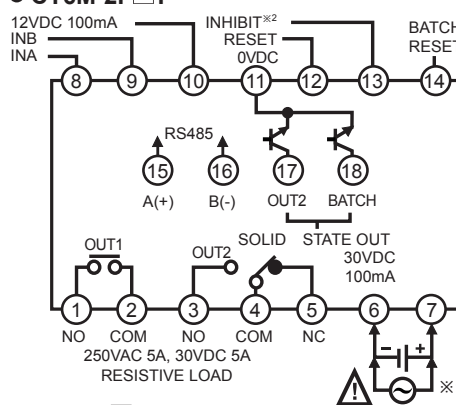 12VDC 100mA
INB
INA
INHIBIT※2
RESET
0VDC
BATCH
RESET
8 9 10 11 12 13 14
RS485
15 16 17 18
A(+) B(-) OUT2 BATCH
SOLID STATE OUT
30VDC
100mA
OUT1
OUT2
1 2 3 4 5 6 7
NO COM NO COM NC
250VAC 5A, 30VDC 5A
RESISTIVE LOAD
- +
! ※